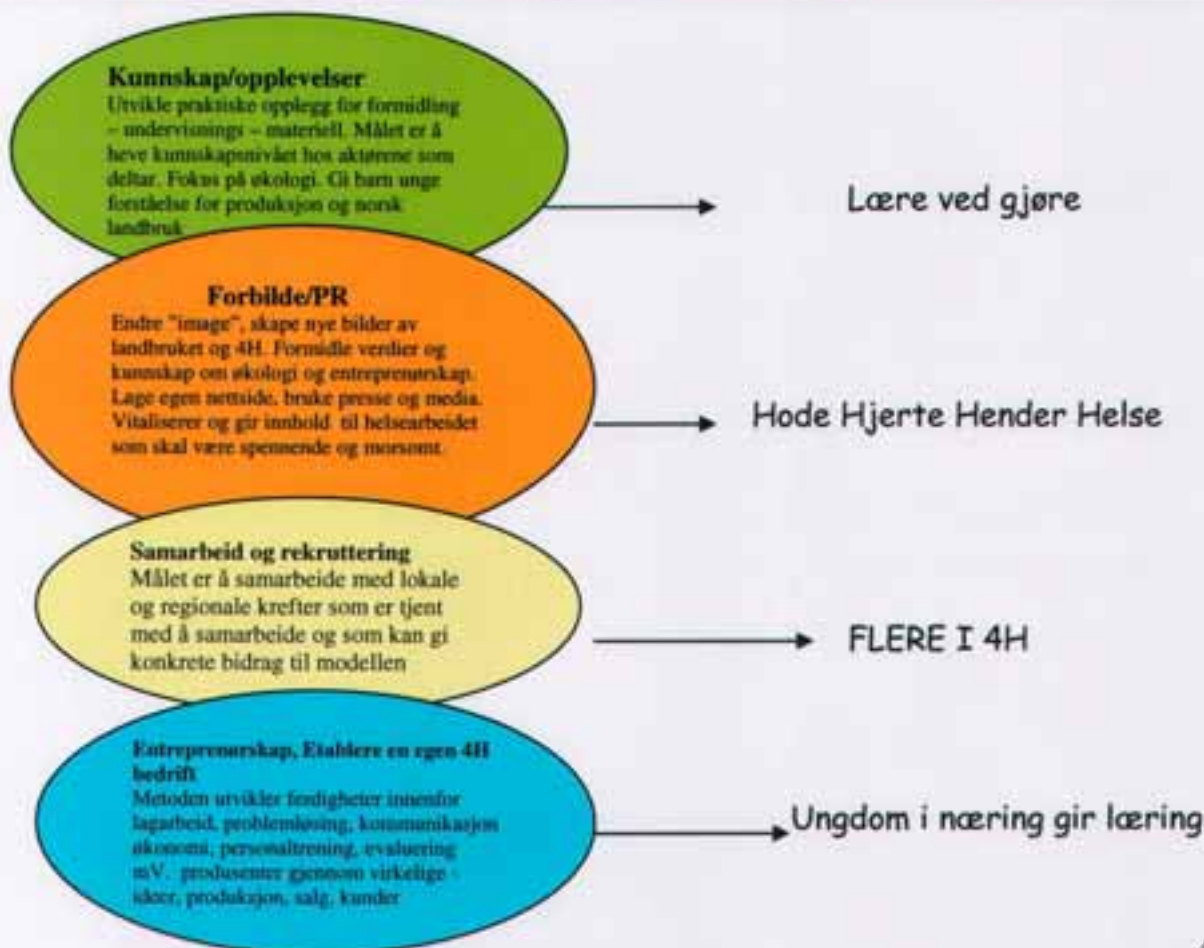 Kunnskap/opplevelser
Utvikle praktiske opplegg for formidling
– undervisnings – materiell. Målet er å
heve kunnskapsnivået hos aktørene som
deltar. Fokus på økologi. Gi barn unge
forståelse for produksjon og norsk
landbruk
Lære ved gjøre
Forbilde/PR
Endre "image", skape nye bilder av
landbruket og 4H. Formidle verdier og
kunnskap om økologi og entreprenørskap.
Lage egen nettside, bruke presse og media.
Vitaliserer og gir innhold til helsearbeidet
som skal være spennende og morsomt.
Hode Hjerte Hender Helse
Samarbeid og rekruttering
Målet er å samarbeide med lokale
og regionale krefter som er tjent
med å samarbeide og som kan gi
konkrete bidrag til modellen
FLERE I 4H
Entreprenørskap, Etablere en egen 4H
bedrift
Metoden utvikler ferdigheter innenfor
lagarbeid, problemløsing, kommunikasjon
økonomi, personaltrening, evaluering
mV. produsenter gjennom virkelige -
ideer, produksjon, salg, kunder
Ungdom i næring gir læring